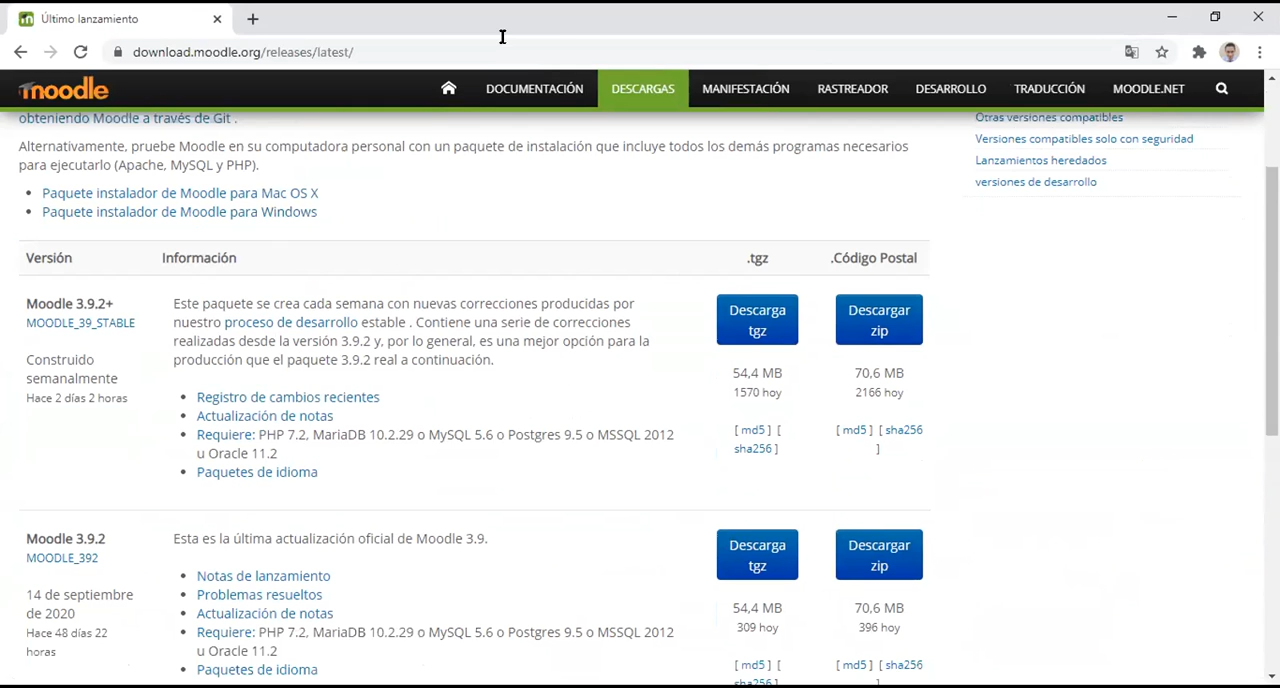 Último lanzamiento
download.moodle.org/releases/latest/
moodle
DOCUMENTACIÓN DESCARGAS MANIFESTACIÓN RASTREADOR DESARROLLO TRADUCCIÓN MOODLE.NET
obteniendo Moodle a través de Git .
Alternativamente, pruebe Moodle en su computadora personal con un paquete de instalación que incluye todos los demás programas necesarios
para ejecutarlo (Apache, MySQL y PHP).
• Paquete instalador de Moodle para Mac OS X
• Paquete instalador de Moodle para Windows
Otras versiones compatibles
Versiones compatibles solo con seguridad
Lanzamientos heredados
versiones de desarrollo
Versión Información .tgz .Código Postal
Moodle 3.9.2+
MOODLE_39_STABLE
Construido
semanalmente
Hace 2 días 2 horas
Este paquete se crea cada semana con nuevas correcciones producidas por
nuestro proceso de desarrollo estable . Contiene una serie de correcciones
realizadas desde la versión 3.9.2 y, por lo general, es una mejor opción para la
producción que el paquete 3.9.2 real a continuación.
• Registro de cambios recientes
• Actualización de notas
• Requiere: PHP 7.2, MariaDB 10.2.29 o MySQL 5.6 o Postgres 9.5 o MSSQL 2012
u Oracle 11.2
• Paquetes de idioma
Descarga
tgz
54,4 MB
1570 hoy
[ md5 ] [
sha256 ]
Descargar
zip
70,6 MB
2166 hoy
[ md5 ] [ sha256
]
Moodle 3.9.2
MOODLE_392
14 de septiembre
de 2020
Hace 48 días 22
horas
Esta es la última actualización oficial de Moodle 3.9.
• Notas de lanzamiento
• Problemas resueltos
• Actualización de notas
• Requiere: PHP 7.2, MariaDB 10.2.29 o MySQL 5.6 o Postgres 9.5 o MSSQL 2012
u Oracle 11.2
• Paquetes de idioma
Descarga
tgz
54,4 MB
309 hoy
[ md5 ] [
sha256 ]
Descargar
zip
70,6 MB
396 hoy
[ md5 ] [ sha256
]